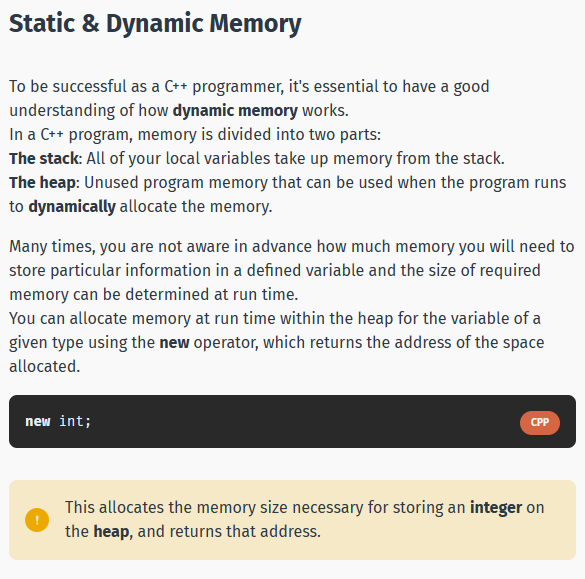 Static & Dynamic Memory
To be successful as a C++ programmer, it's essential to have a good
understanding of how dynamic memory works.
In a C++ program, memory is divided into two parts:
The stack: All of your local variables take up memory from the stack.
The heap: Unused program memory that can be used when the program runs
to dynamically allocate the memory.
Many times, you are not aware in advance how much memory you will need to
store particular information in a defined variable and the size of required
memory can be determined at run time.
You can allocate memory at run time within the heap for the variable of a
given type using the new operator, which returns the address of the space
allocated.
new int;
CPP
!
This allocates the memory size necessary for storing an integer on
the heap, and returns that address.